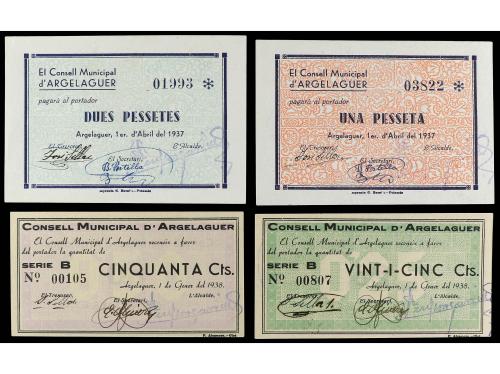 El Consell Municipal
d'ARGELAGUER 01993 *
pagarà al portador
DUES PESSETES
Argelaguer, 1er. d'Abril del 1937
El Tresorer, El Secretari, L'Alcalde,
El Consell Municipal
d'ARGELAGUER 03822 *
pagarà al portador
UNA PESSETA
Argelaguer, 1er. d'Abril del 1937
El Tresorer, El Secretari, L'Alcalde,
CONSELL MUNICIPAL D'ARGELAGUER
El Consell Municipal d'Argelaguer reconeix a favor
del portador la quantitat de
SERIE B
Nº 00105 CINQUANTA Cts.
Argelaguer, 1 de Gener del 1938.
El Tresorer, El Secretari, L'Alcalde,
CONSELL MUNICIPAL D'ARGELAGUER
El Consell Municipal d'Argelaguer reconeix a favor
del portador la quantitat de
SERIE B
Nº 00807 VINT-I-CINC Cts.
Argelaguer, 1 de Gener del 1938.
El Tresorer, El Secretari, L'Alcalde,